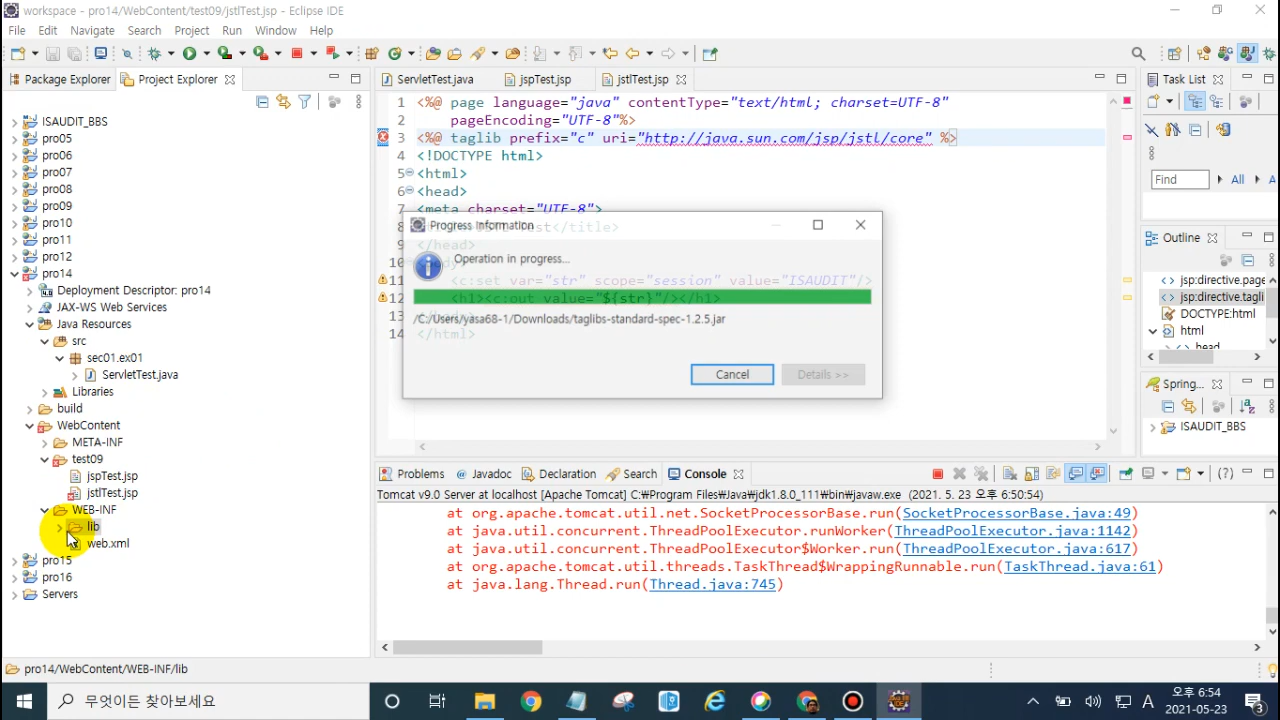 workspace - pro14/WebContent/test09/jstlTest.jsp - Eclipse IDE
File Edit Navigate Search Project Run Window Help
Package Explorer
Project Explorer
ISAUDIT_BBS
pro05
pro06
pro07
pro08
pro09
pro10
pro11
pro12
pro14
Deployment Descriptor: pro14
JAX-WS Web Services
Java Resources
src
sec01.ex01
ServletTest.java
Libraries
build
WebContent
META-INF
test09
jspTest.jsp
jstlTest.jsp
WEB-INF
lib
web.xml
pro15
pro16
Servers
ServletTest.java
jspTest.jsp
jstlTest.jsp
1 <%@ page language="java" contentType="text/html; charset=UTF-8"
2 pageEncoding="UTF-8"%>
3 <%@ taglib prefix="c" uri="http://java.sun.com/jsp/jstl/core" %>
4 <!DOCTYPE html>
5 <html>
6 <head>
7 <meta charset="UTF-8">
Test</title>
</head>
11 <c:set var="str" scope="session" value="ISAUDIT"/>
12 <h1><c:out value="${str}"/></h1>
14 </html>
Progress Information
Operation in progress...
/C:/Users/yasa68-1/Downloads/taglibs-standard-spec-1.2.5.jar
Cancel
Details >>
Task List
Find
All
A
Outline
jsp:directive.page
jsp:directive.tagli
DOCTYPE:html
html
head
Spring...
ISAUDIT_BBS
Problems
Javadoc
Declaration
Search
Console
Tomcat v9.0 Server at localhost [Apache Tomcat] C:₩Program Files₩Java₩jdk1.8.0_111₩bin₩javaw.exe (2021. 5. 23 오후 6:50:54)
at org.apache.tomcat.util.net.SocketProcessorBase.run(SocketProcessorBase.java:49)
at java.util.concurrent.ThreadPoolExecutor.runWorker(ThreadPoolExecutor.java:1142)
at java.util.concurrent.ThreadPoolExecutor$Worker.run(ThreadPoolExecutor.java:617)
at org.apache.tomcat.util.threads.TaskThread$WrappingRunnable.run(TaskThread.java:61)
at java.lang.Thread.run(Thread.java:745)
pro14/WebContent/WEB-INF/lib
무엇이든 찾아보세요
A
오후 6:54
2021-05-23
3